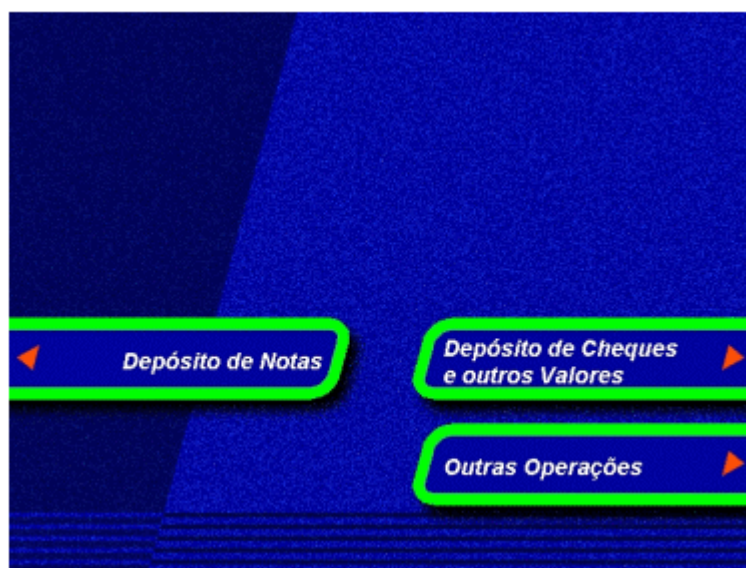 Depósito de Notas
Depósito de Cheques
e outros Valores
Outras Operações